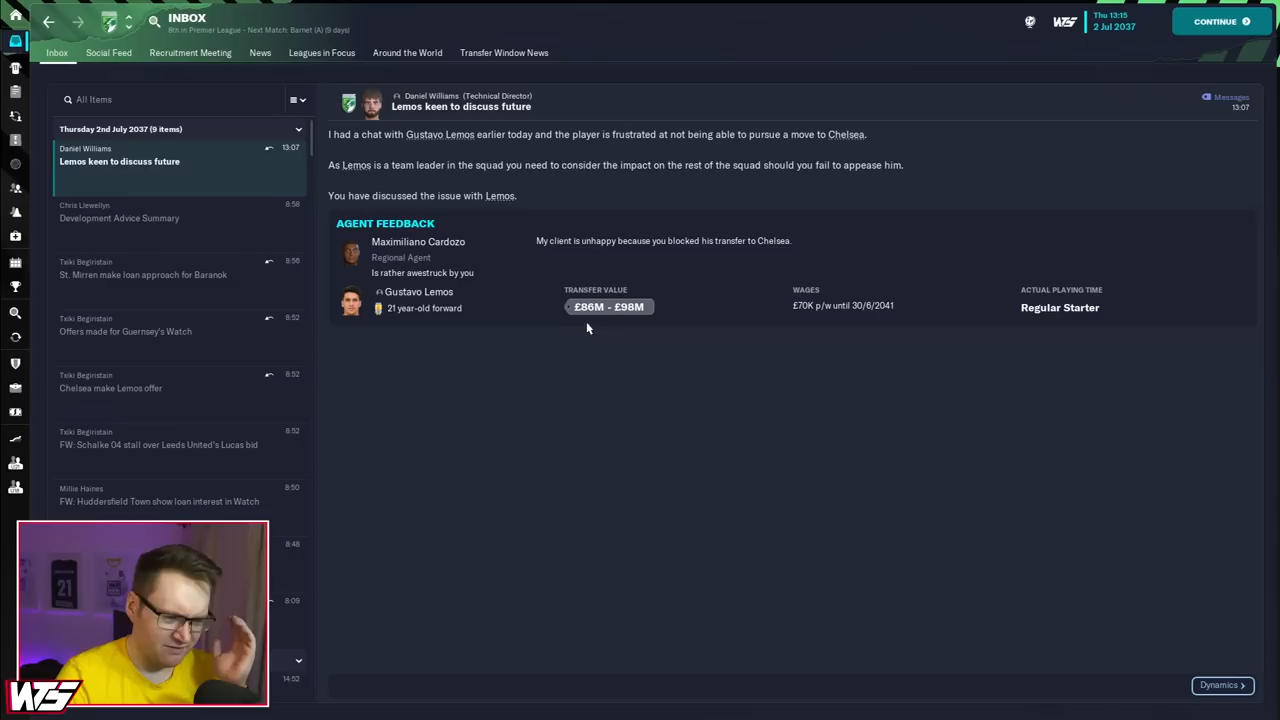 INBOX
8th in Premier League - Next Match: Barnet (A) (9 days)
WTS
Thu 13:15
2 Jul 2037
CONTINUE
Inbox
Social Feed
Recruitment Meeting
News
Leagues in Focus
Around the World
Transfer Window News
All Items
Thursday 2nd July 2037 (9 items)
Daniel Williams
13:07
Lemos keen to discuss future
Chris Llewellyn
8:58
Development Advice Summary
Txiki Begiristain
8:56
St. Mirren make loan approach for Baranok
Txiki Begiristain
8:52
Offers made for Guernsey's Watch
Txiki Begiristain
8:52
Chelsea make Lemos offer
Txiki Begiristain
8:52
FW: Schalke 04 stall over Leeds United's Lucas bid
Millie Haines
8:50
FW: Huddersfield Town show loan interest in Watch
8:48
8:09
14:52
Daniel Williams (Technical Director)
Lemos keen to discuss future
Messages
13:07
I had a chat with Gustavo Lemos earlier today and the player is frustrated at not being able to pursue a move to Chelsea.
As Lemos is a team leader in the squad you need to consider the impact on the rest of the squad should you fail to appease him.
You have discussed the issue with Lemos.
AGENT FEEDBACK
Maximiliano Cardozo
Regional Agent
Is rather awestruck by you
My client is unhappy because you blocked his transfer to Chelsea.
Gustavo Lemos
21 year-old forward
TRANSFER VALUE
£86M - £98M
WAGES
£70K p/w until 30/6/2041
ACTUAL PLAYING TIME
Regular Starter
Dynamics
21
WTS